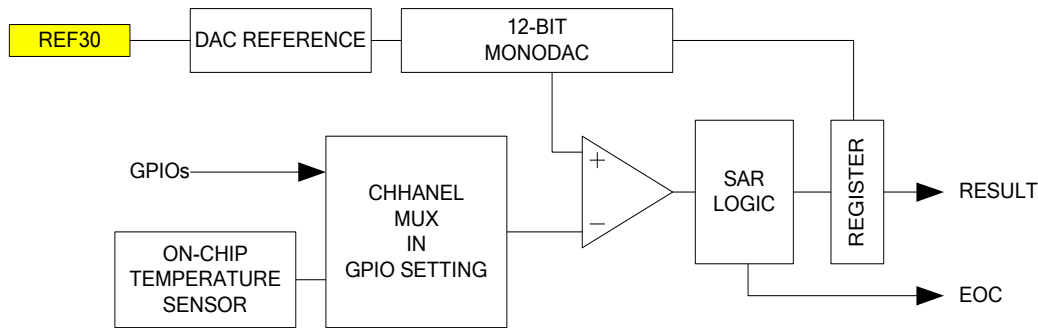 REF30
DAC REFERENCE
12-BIT
MONODAC
GPIOs
CHHANEL
MUX
IN
GPIO SETTING
ON-CHIP
TEMPERATURE
SENSOR
+
−
SAR
LOGIC
REGISTER
RESULT
EOC